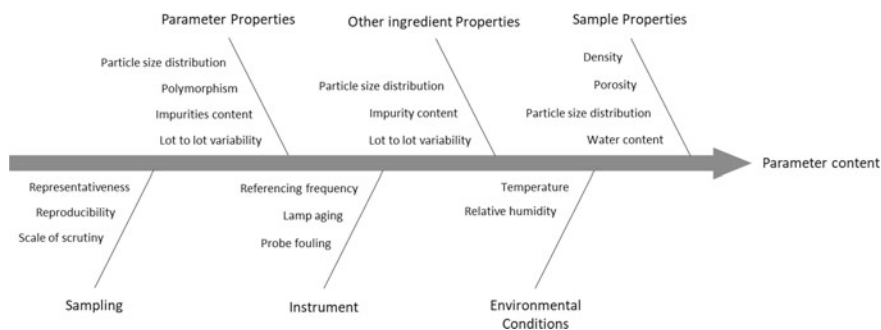 Parameter Properties
Other ingredient Properties
Sample Properties
Particle size distribution
Polymorphism
Impurities content
Lot to lot variability
Particle size distribution
Impurity content
Lot to lot variability
Density
Porosity
Particle size distribution
Water content
Parameter content
Representativeness
Reproducibility
Scale of scrutiny
Referencing frequency
Lamp aging
Probe fouling
Temperature
Relative humidity
Sampling
Instrument
Environmental
Conditions